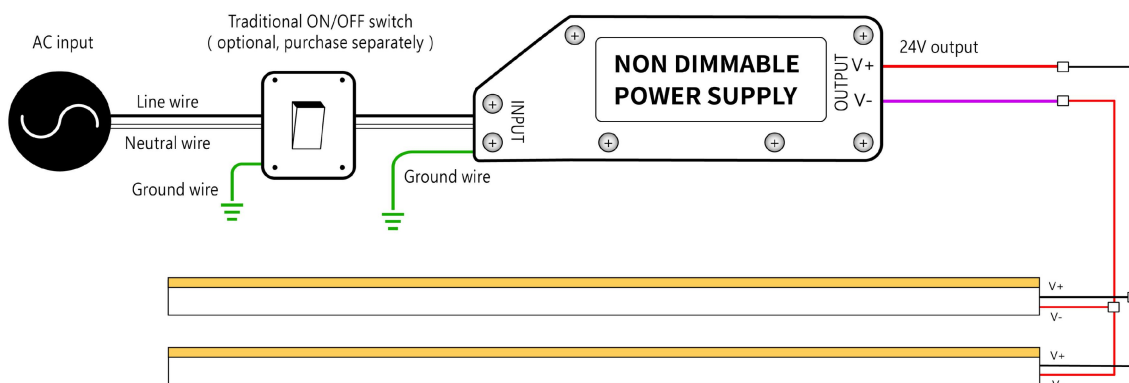 Traditional ON/OFF switch
( optional, purchase separately )
AC input
Line wire
Neutral wire
Ground wire
Ground wire
INPUT
NON DIMMABLE
POWER SUPPLY
OUTPUT
V+
V-
24V output
V+
V-
V+